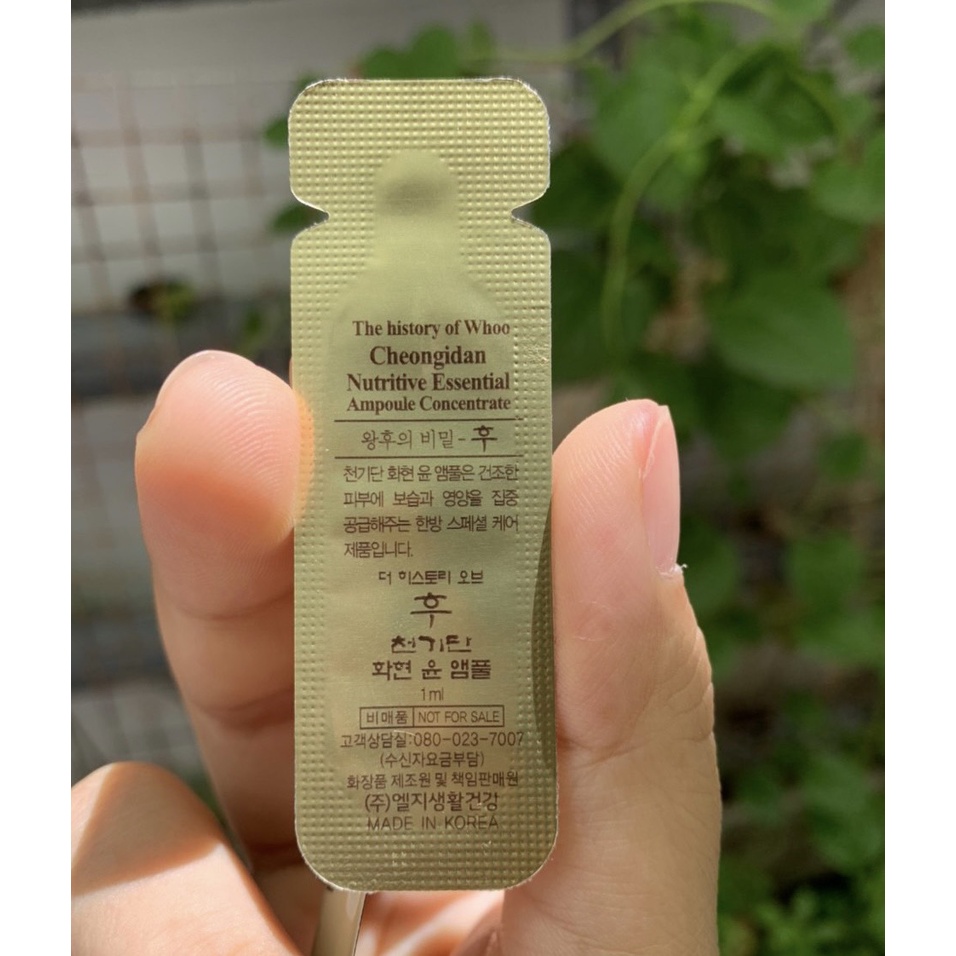 The history of Whoo
Cheongidan
Nutritive Essential
Ampoule Concentrate
왕후의 비밀-후
천기단 화현 윤 앰풀은 건조한
피부에 보습과 영양을 집중
공급해주는 한방 스페셜 케어
제품입니다.
더 히스토리 오브
후
천기단
화현 윤 앰풀
1ml
비매품 NOT FOR SALE
고객상담실:080-023-7007
(수신자요금부담)
화장품 제조원 및 책임판매원
(주)엘지생활건강
MADE IN KOREA